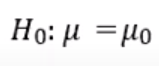 H₀: μ = μ₀